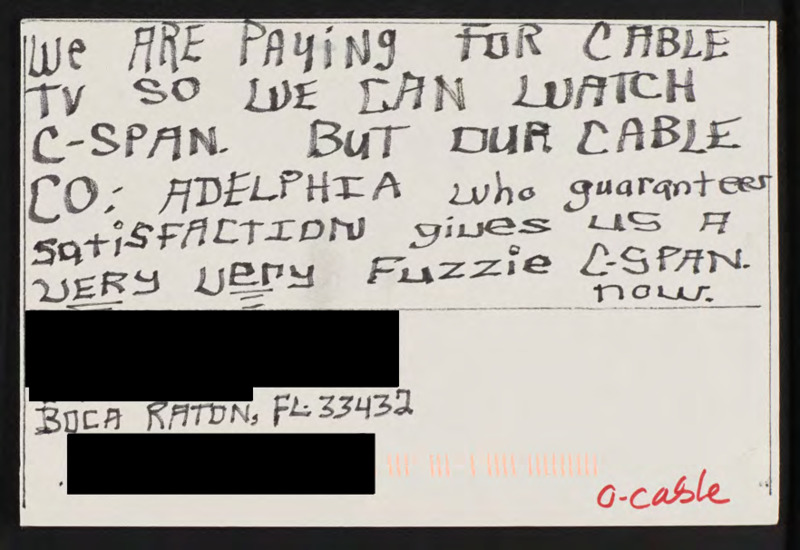 We ARE PAYiNg FOR CABLE
TV SO WE CAN WATCH
C-SPAN. BUT OUR CABLE
CO: ADELPHIA who guarantees
SatiSFACTION gives US A
VERY Very Fuzzie C-SPAN.
now.
BOCA RATON, FL. 33432
a-cable